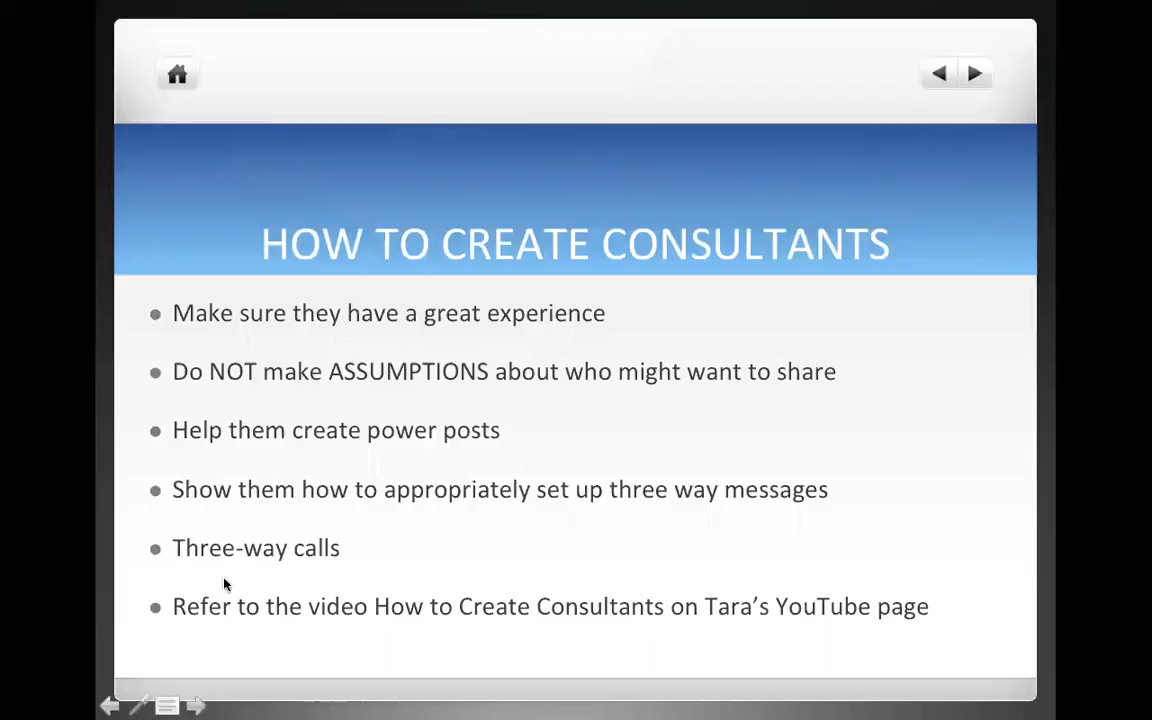 HOW TO CREATE CONSULTANTS
Make sure they have a great experience
Do NOT make ASSUMPTIONS about who might want to share
Help them create power posts
Show them how to appropriately set up three way messages
Three-way calls
Refer to the video How to Create Consultants on Tara’s YouTube page